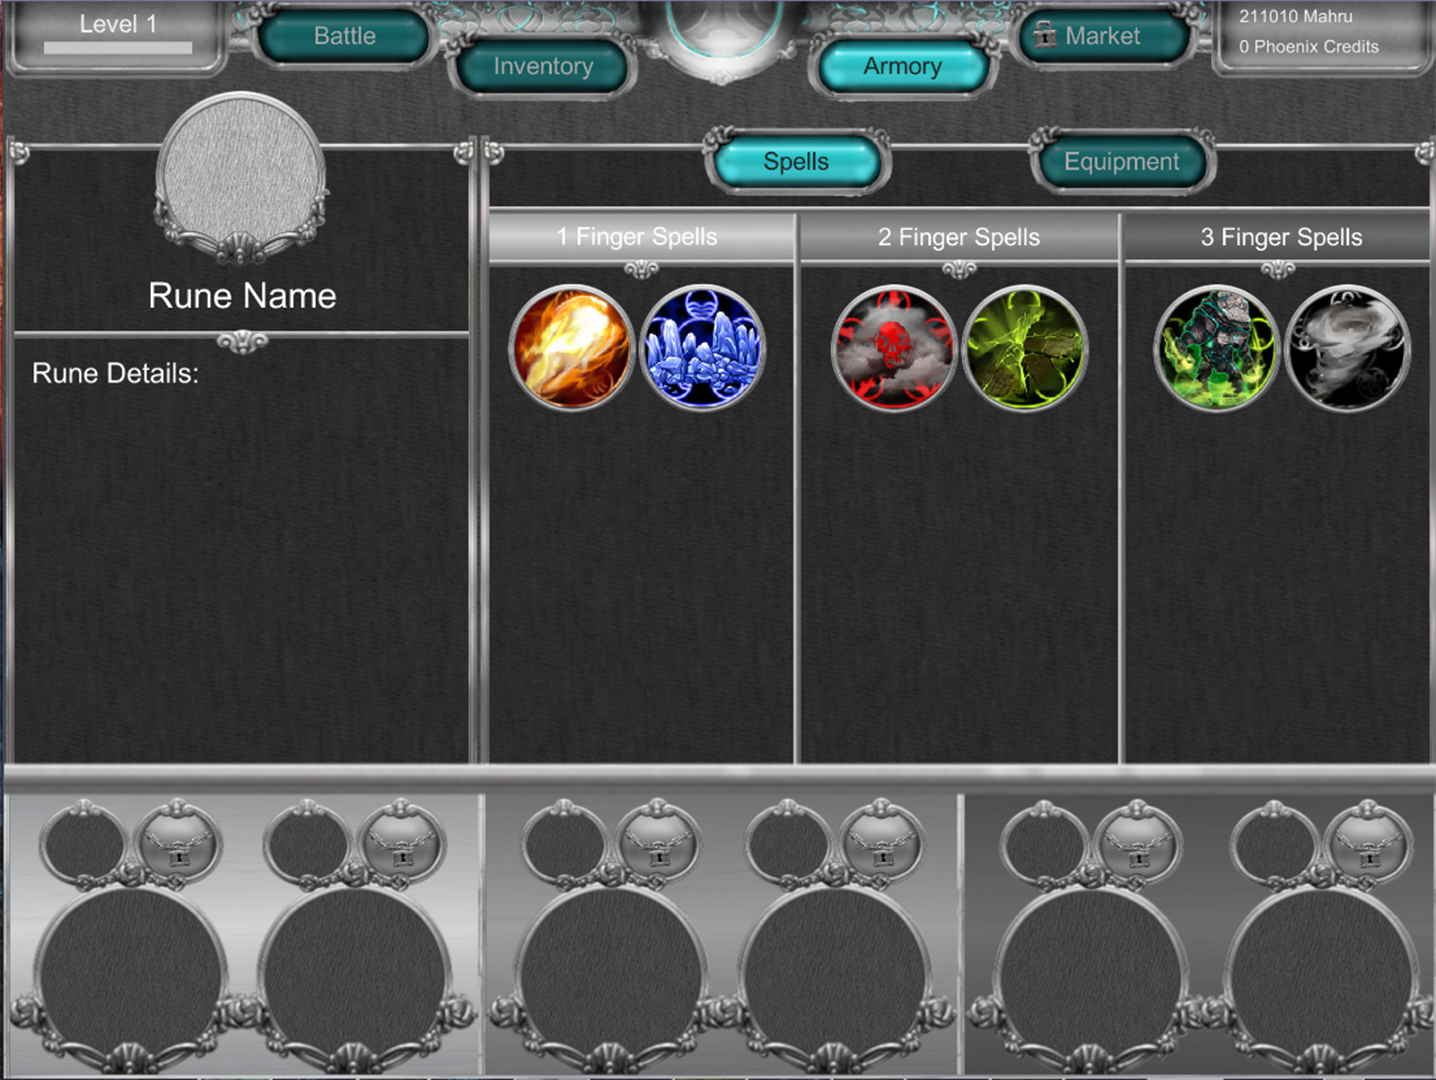 Level 1
Battle
Inventory
Armory
Market
211010 Mahru
0 Phoenix Credits
Spells
Equipment
1 Finger Spells
2 Finger Spells
3 Finger Spells
Rune Name
Rune Details: